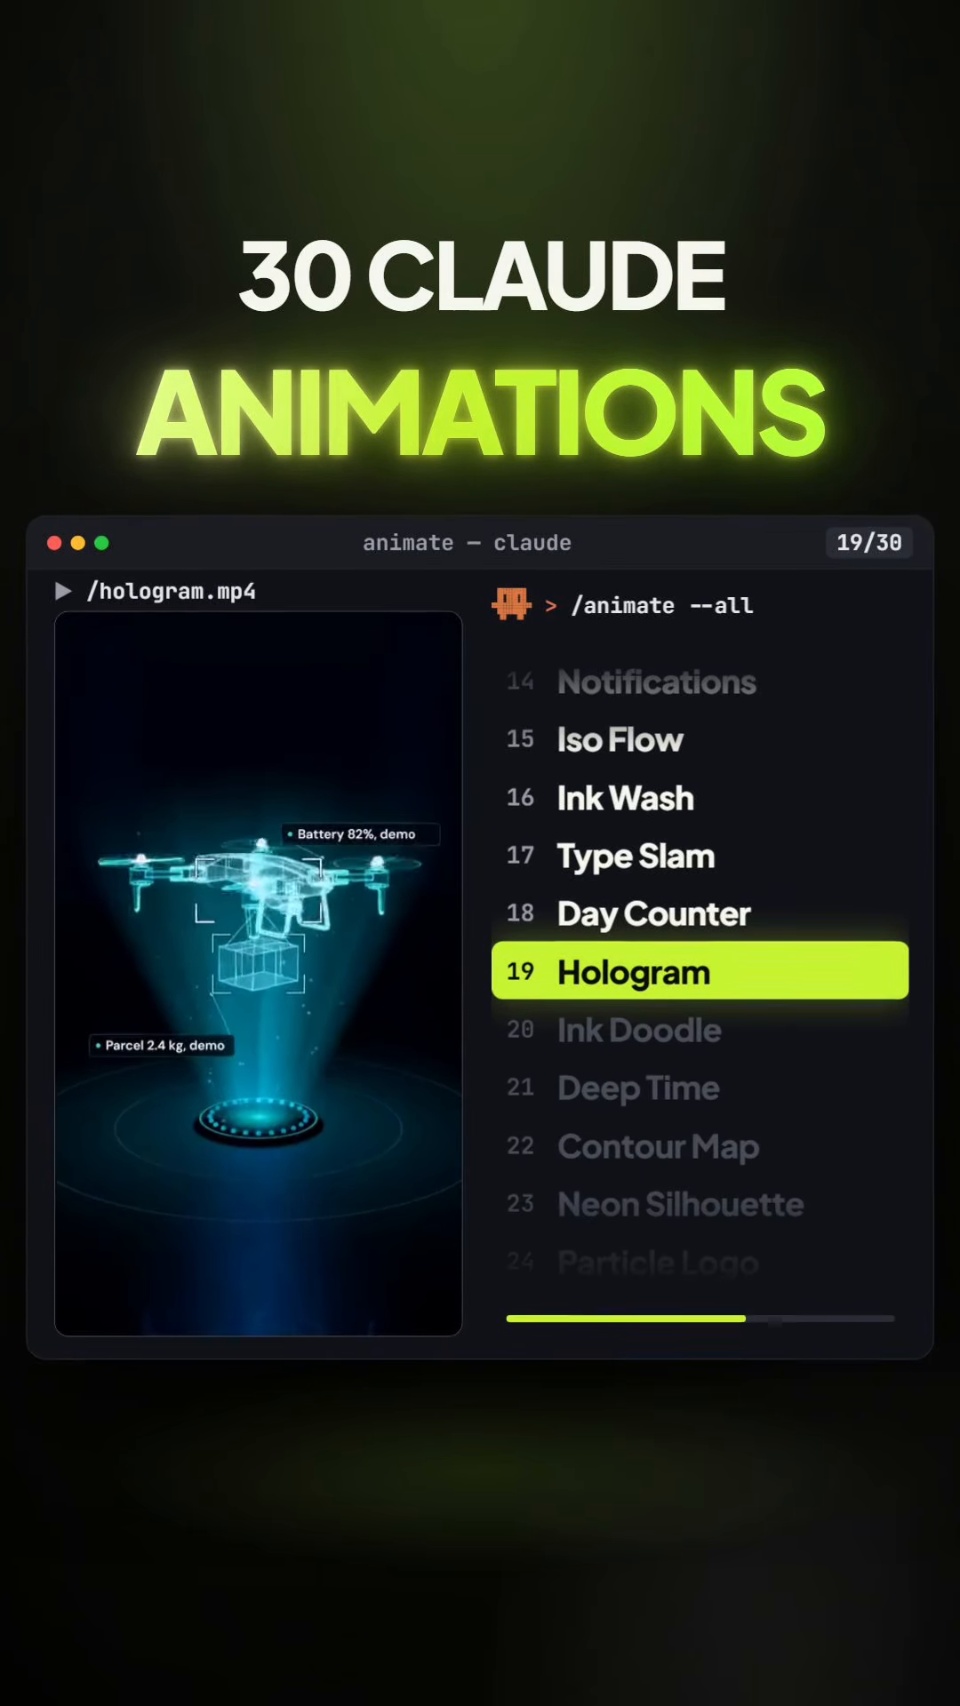 30 CLAUDE
ANIMATIONS
animate — claude
19/30
/hologram.mp4
Battery 82%, demo
Parcel 2.4 kg, demo
> /animate --all
14 Notifications
15 Iso Flow
16 Ink Wash
17 Type Slam
18 Day Counter
19 Hologram
20 Ink Doodle
21 Deep Time
22 Contour Map
23 Neon Silhouette
24 Particle Logo